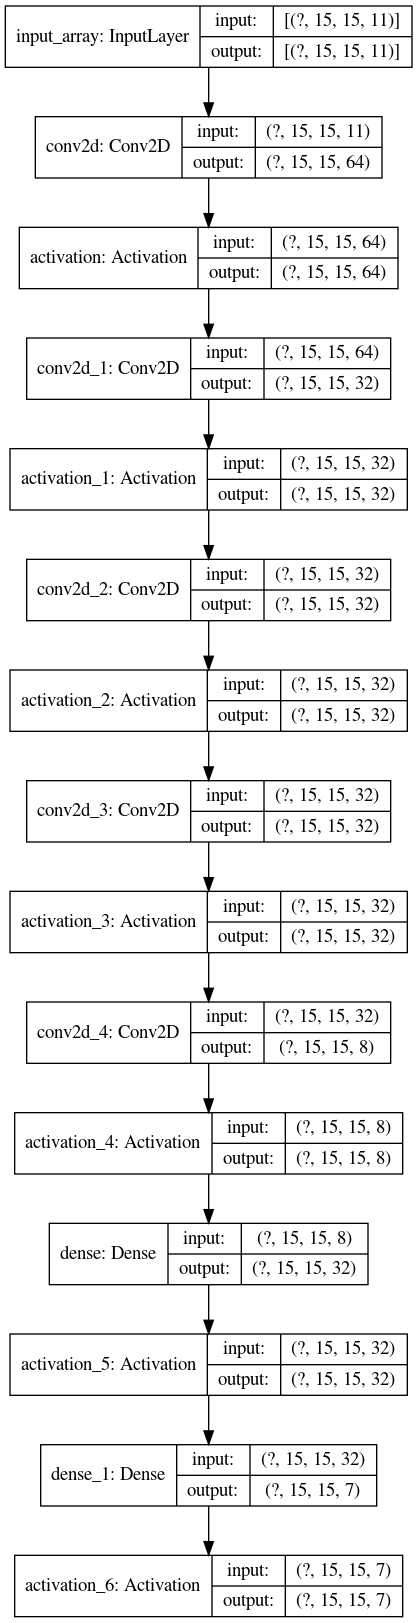 input_array: InputLayer
input: [(?, 15, 15, 11)]
output: [(?, 15, 15, 11)]
conv2d: Conv2D
input: (?, 15, 15, 11)
output: (?, 15, 15, 64)
activation: Activation
input: (?, 15, 15, 64)
output: (?, 15, 15, 64)
conv2d_1: Conv2D
input: (?, 15, 15, 64)
output: (?, 15, 15, 32)
activation_1: Activation
input: (?, 15, 15, 32)
output: (?, 15, 15, 32)
conv2d_2: Conv2D
input: (?, 15, 15, 32)
output: (?, 15, 15, 32)
activation_2: Activation
input: (?, 15, 15, 32)
output: (?, 15, 15, 32)
conv2d_3: Conv2D
input: (?, 15, 15, 32)
output: (?, 15, 15, 32)
activation_3: Activation
input: (?, 15, 15, 32)
output: (?, 15, 15, 32)
conv2d_4: Conv2D
input: (?, 15, 15, 32)
output: (?, 15, 15, 8)
activation_4: Activation
input: (?, 15, 15, 8)
output: (?, 15, 15, 8)
dense: Dense
input: (?, 15, 15, 8)
output: (?, 15, 15, 32)
activation_5: Activation
input: (?, 15, 15, 32)
output: (?, 15, 15, 32)
dense_1: Dense
input: (?, 15, 15, 32)
output: (?, 15, 15, 7)
activation_6: Activation
input: (?, 15, 15, 7)
output: (?, 15, 15, 7)